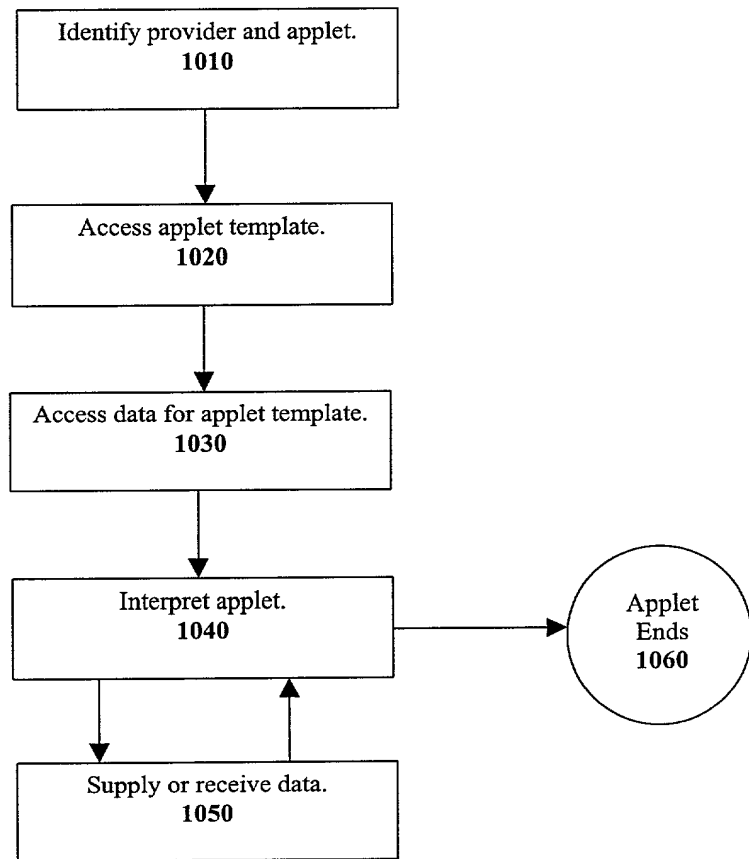 Identify provider and applet.
1010
Access applet template.
1020
Access data for applet template.
1030
Interpret applet.
1040
Applet
Ends
1060
Supply or receive data.
1050